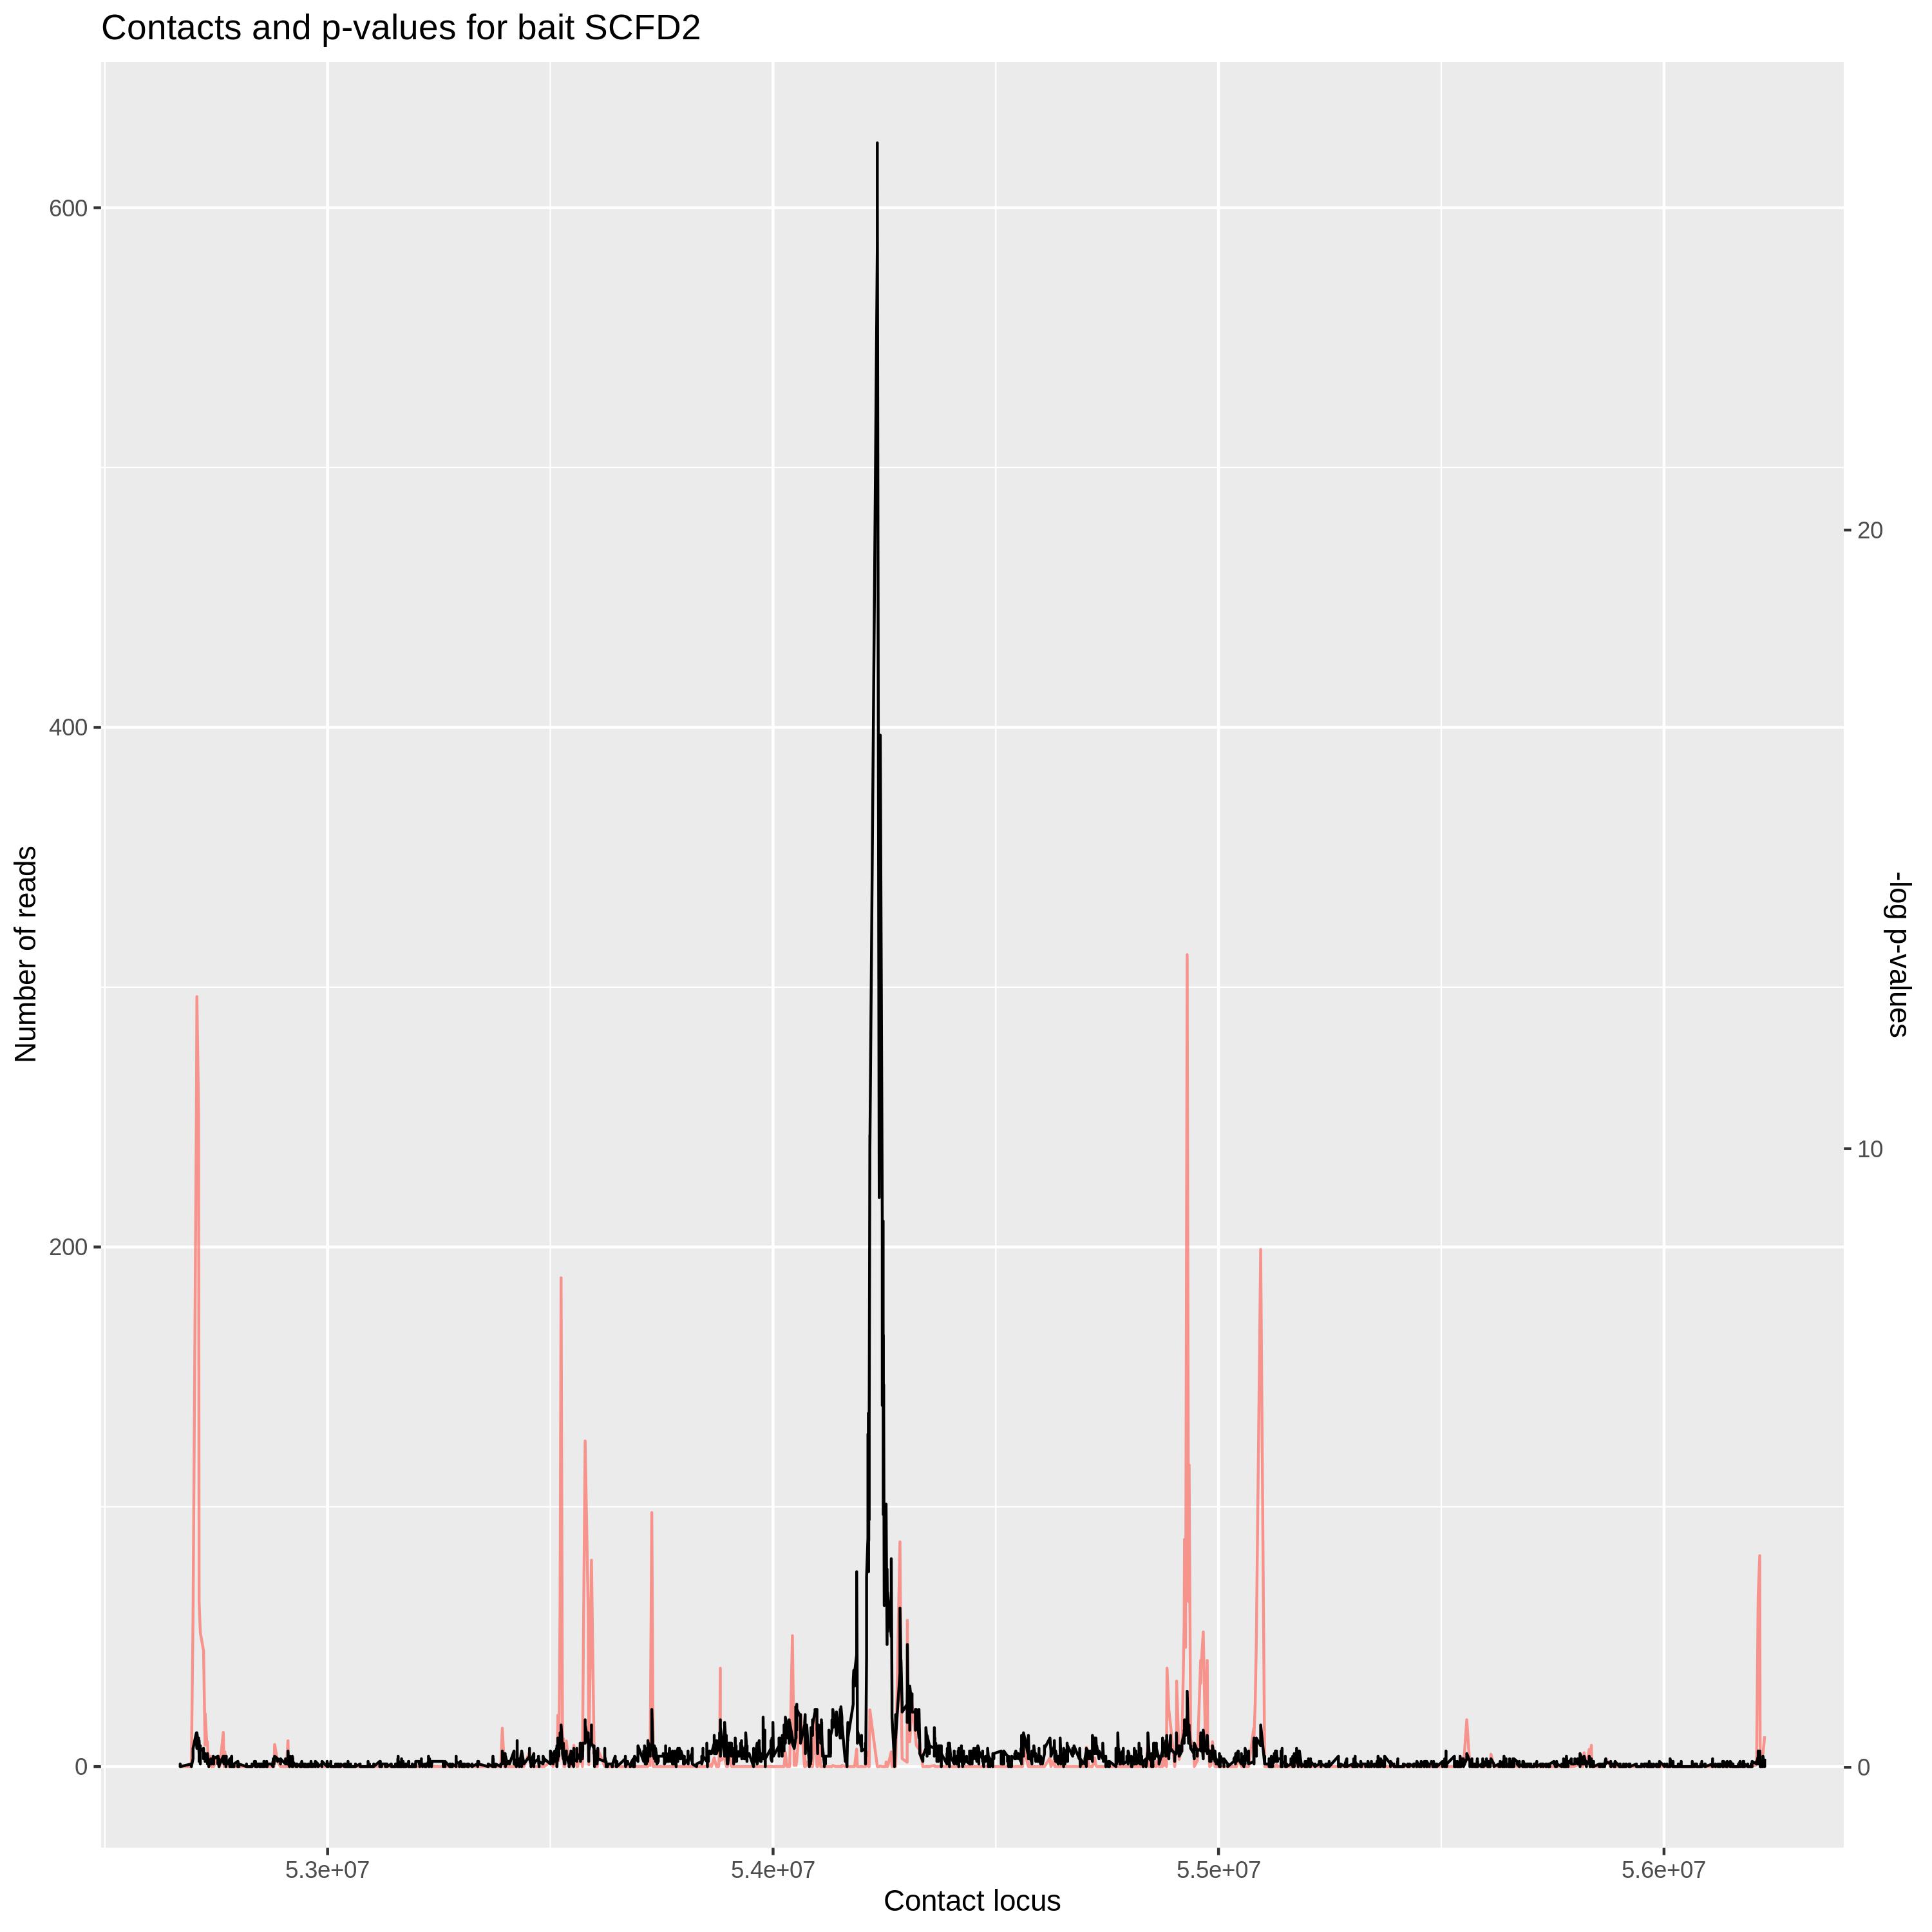 Contacts and p-values for bait SCFD2
Number of reads
600
400
200
0
-log p-values
20
10
0
5.3e+07
5.4e+07
5.5e+07
5.6e+07
Contact locus